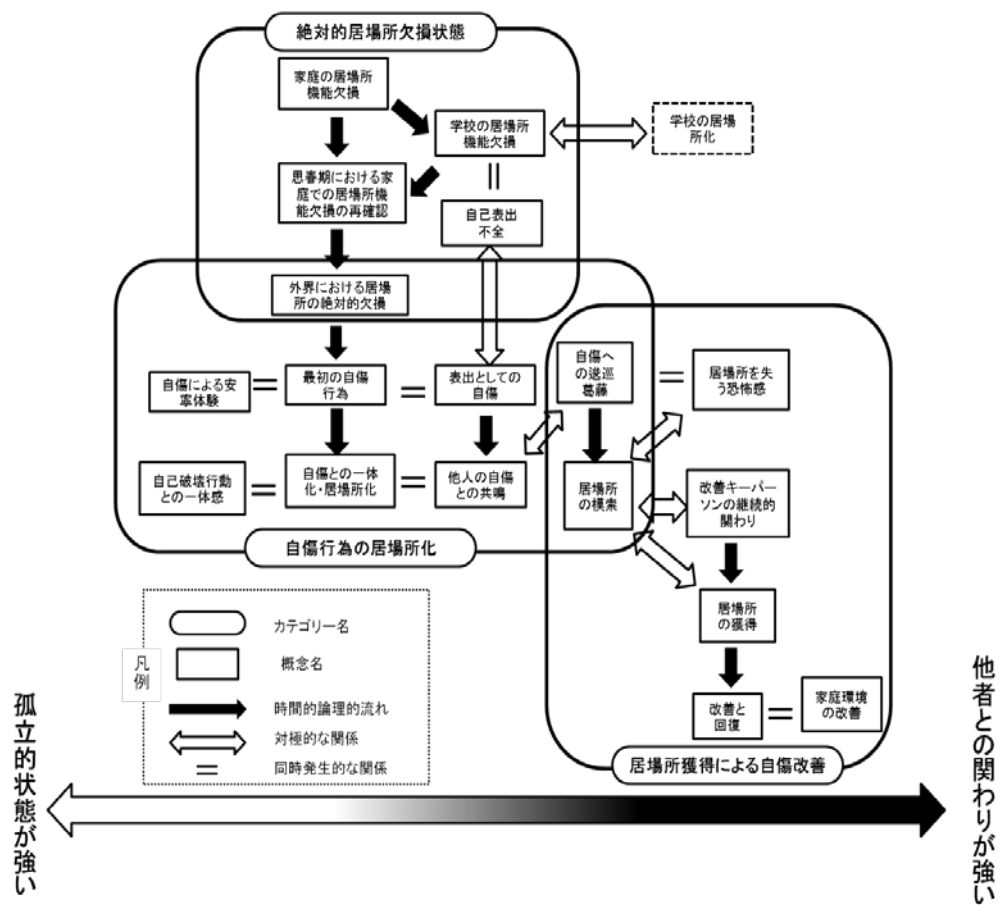 絶対的居場所欠損状態
家庭の居場所
機能欠損
学校の居場所
機能欠損
学校の居場
所化
思春期における家
庭での居場所機
能欠損の再確認
自己表出
不全
外界における居場
所の絶対的欠損
自傷による安
寧体験
最初の自傷
行為
表出としての
自傷
自傷へ
の逡巡
葛藤
居場所を失
う恐怖感
自己破壊行動
との一体感
自傷との一体
化・居場所化
他人の自傷
との共鳴
居場所
の模索
改善キーパー
ソンの継続的
関わり
自傷行為の居場所化
居場所
の獲得
改善と
回復
家庭環境
の改善
居場所獲得による自傷改善
凡例
カテゴリー名
概念名
時間的論理的流れ
対極的な関係
同時発生的な関係
孤立的状態が強い
他者との関わりが強い